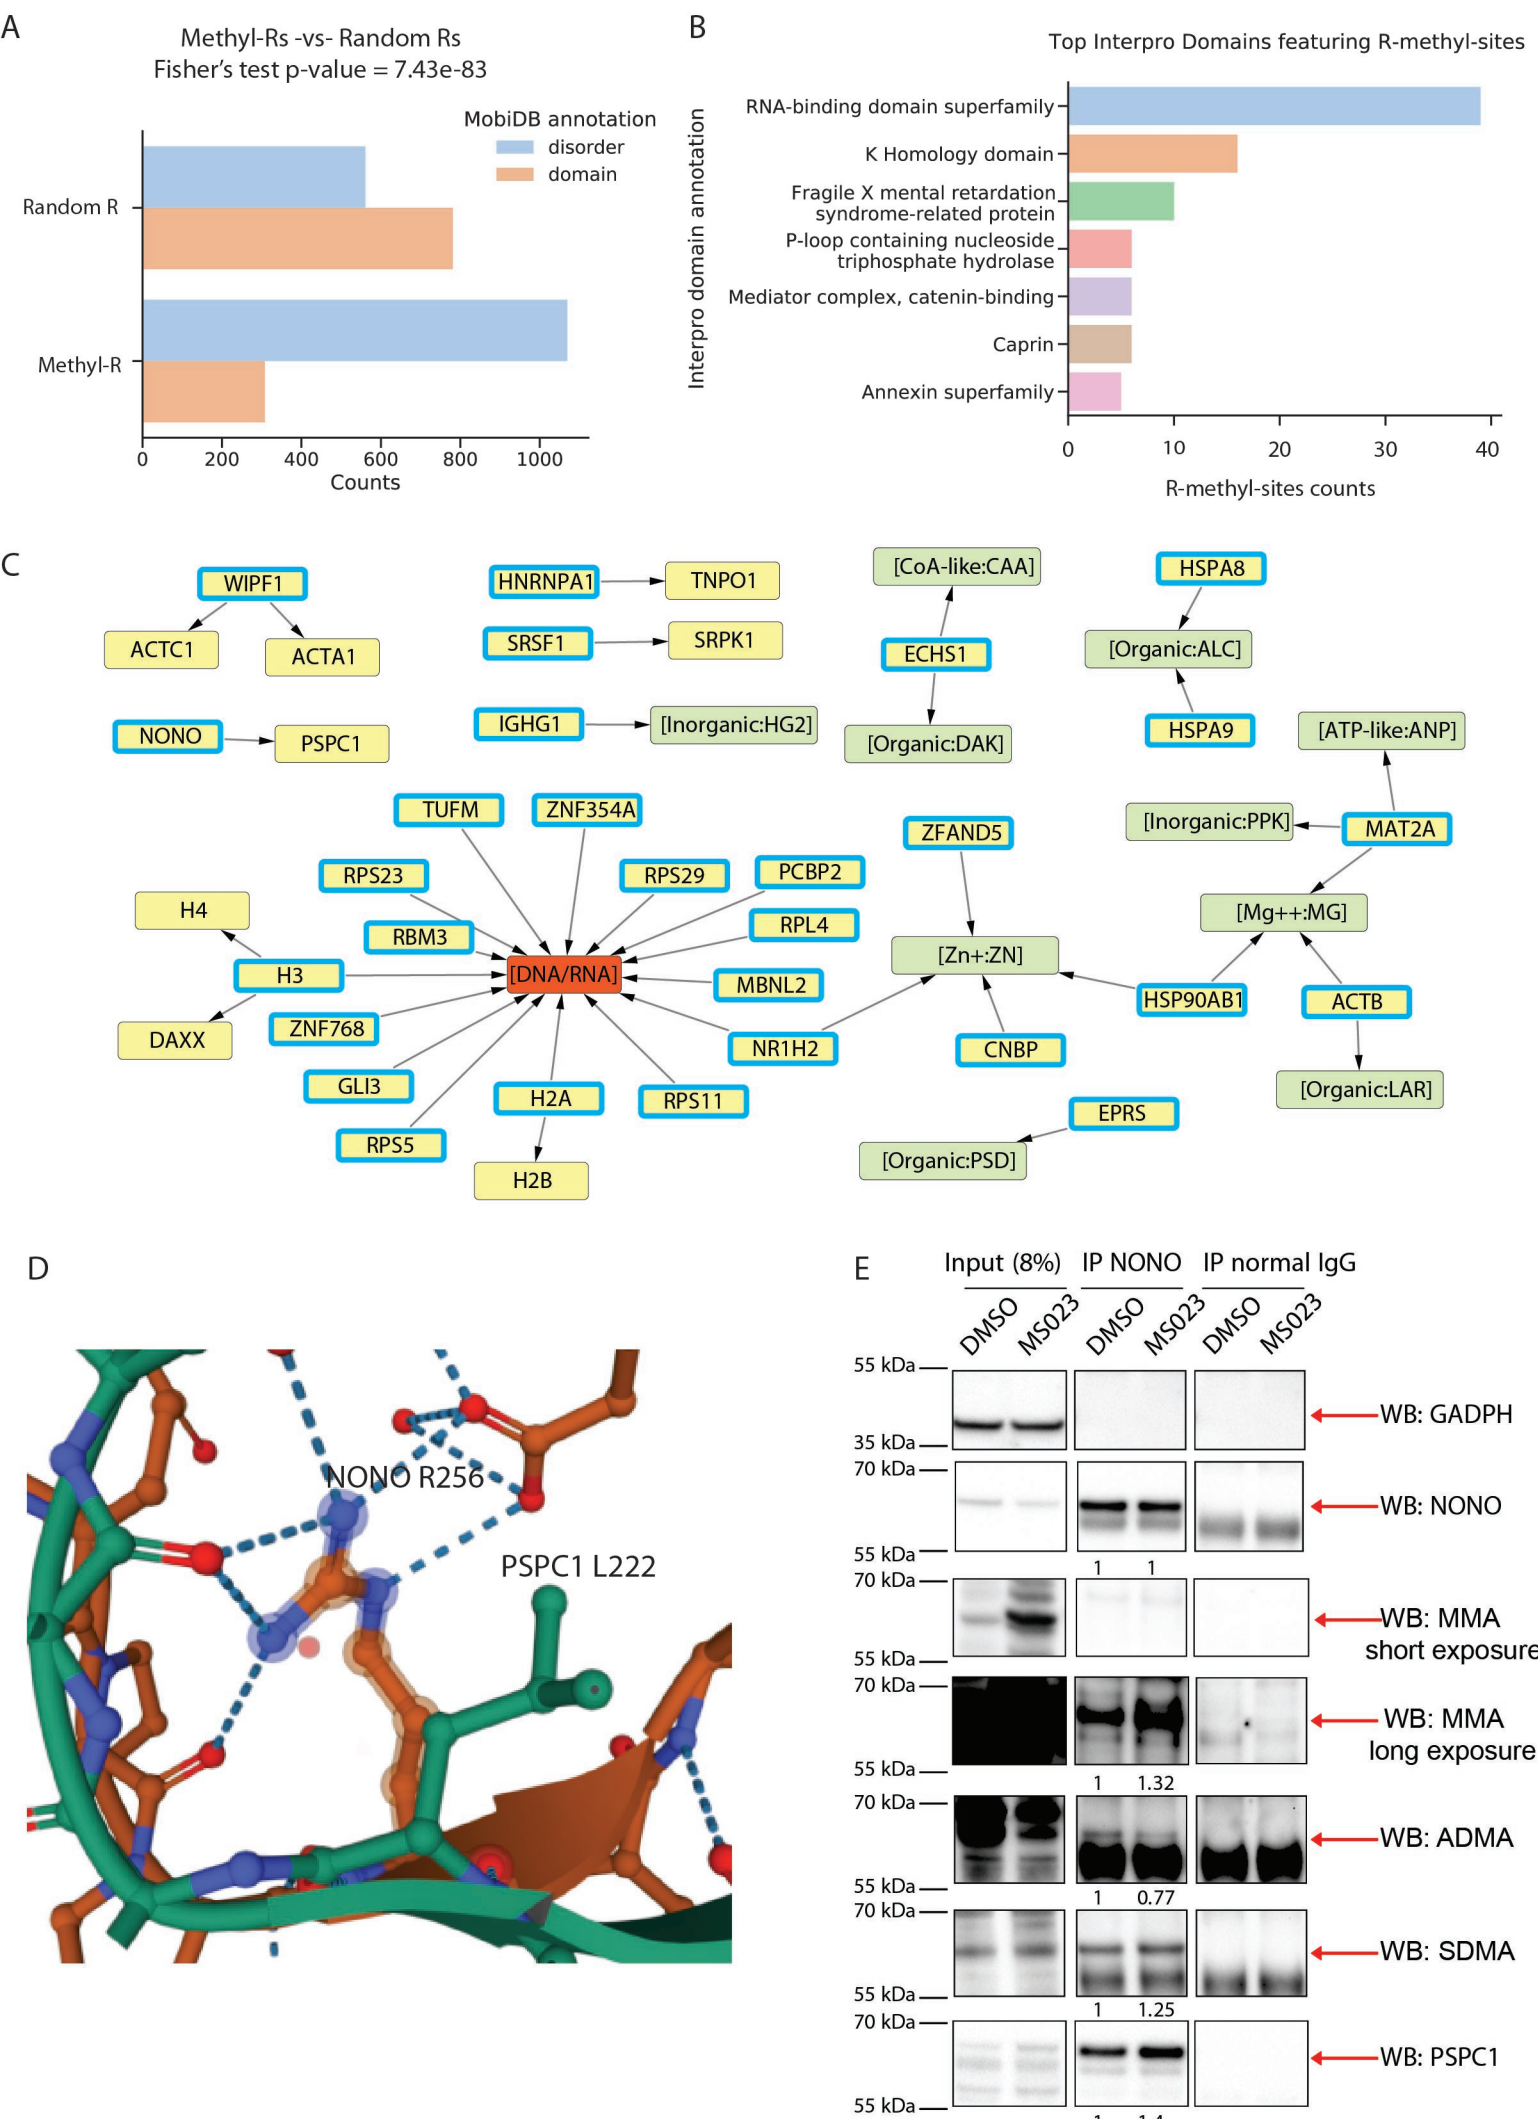 A
Methyl-Rs -vs- Random Rs
Fisher's test p-value = 7.43e-83
MobiDB annotation
disorder
domain
Random R
Methyl-R
0 200 400 600 800 1000
Counts
B
Top Interpro Domains featuring R-methyl-sites
Interpro domain annotation
RNA-binding domain superfamily
K Homology domain
Fragile X mental retardation
syndrome-related protein
P-loop containing nucleoside
triphosphate hydrolase
Mediator complex, catenin-binding
Caprin
Annexin superfamily
0 10 20 30 40
R-methyl-sites counts
C
WIPF1
ACTC1
ACTA1
NONO
PSPC1
HNRNPA1
TNPO1
SRSF1
SRPK1
IGHG1
[Inorganic:HG2]
[CoA-like:CAA]
ECHS1
[Organic:DAK]
HSPA8
[Organic:ALC]
HSPA9
[ATP-like:ANP]
[Inorganic:PPK]
MAT2A
[Mg++:MG]
TUFM
ZNF354A
RPS23
RPS29
PCBP2
RBM3
RPL4
H4
H3
[DNA/RNA]
MBNL2
DAXX
ZNF768
NR1H2
GLI3
H2A
RPS11
RPS5
H2B
ZFAND5
[Zn+:ZN]
CNBP
HSP90AB1
ACTB
[Organic:LAR]
EPRS
[Organic:PSD]
D
NONO R256
PSPC1 L222
E
Input (8%) IP NONO IP normal IgG
DMSO MS023 DMSO MS023 DMSO MS023
55 kDa
WB: GADPH
35 kDa
70 kDa
WB: NONO
55 kDa
1 1
70 kDa
WB: MMA
short exposure
55 kDa
70 kDa
WB: MMA
long exposure
55 kDa
1 1.32
70 kDa
WB: ADMA
55 kDa
1 0.77
70 kDa
WB: SDMA
55 kDa
1 1.25
70 kDa
WB: PSPC1
55 kDa